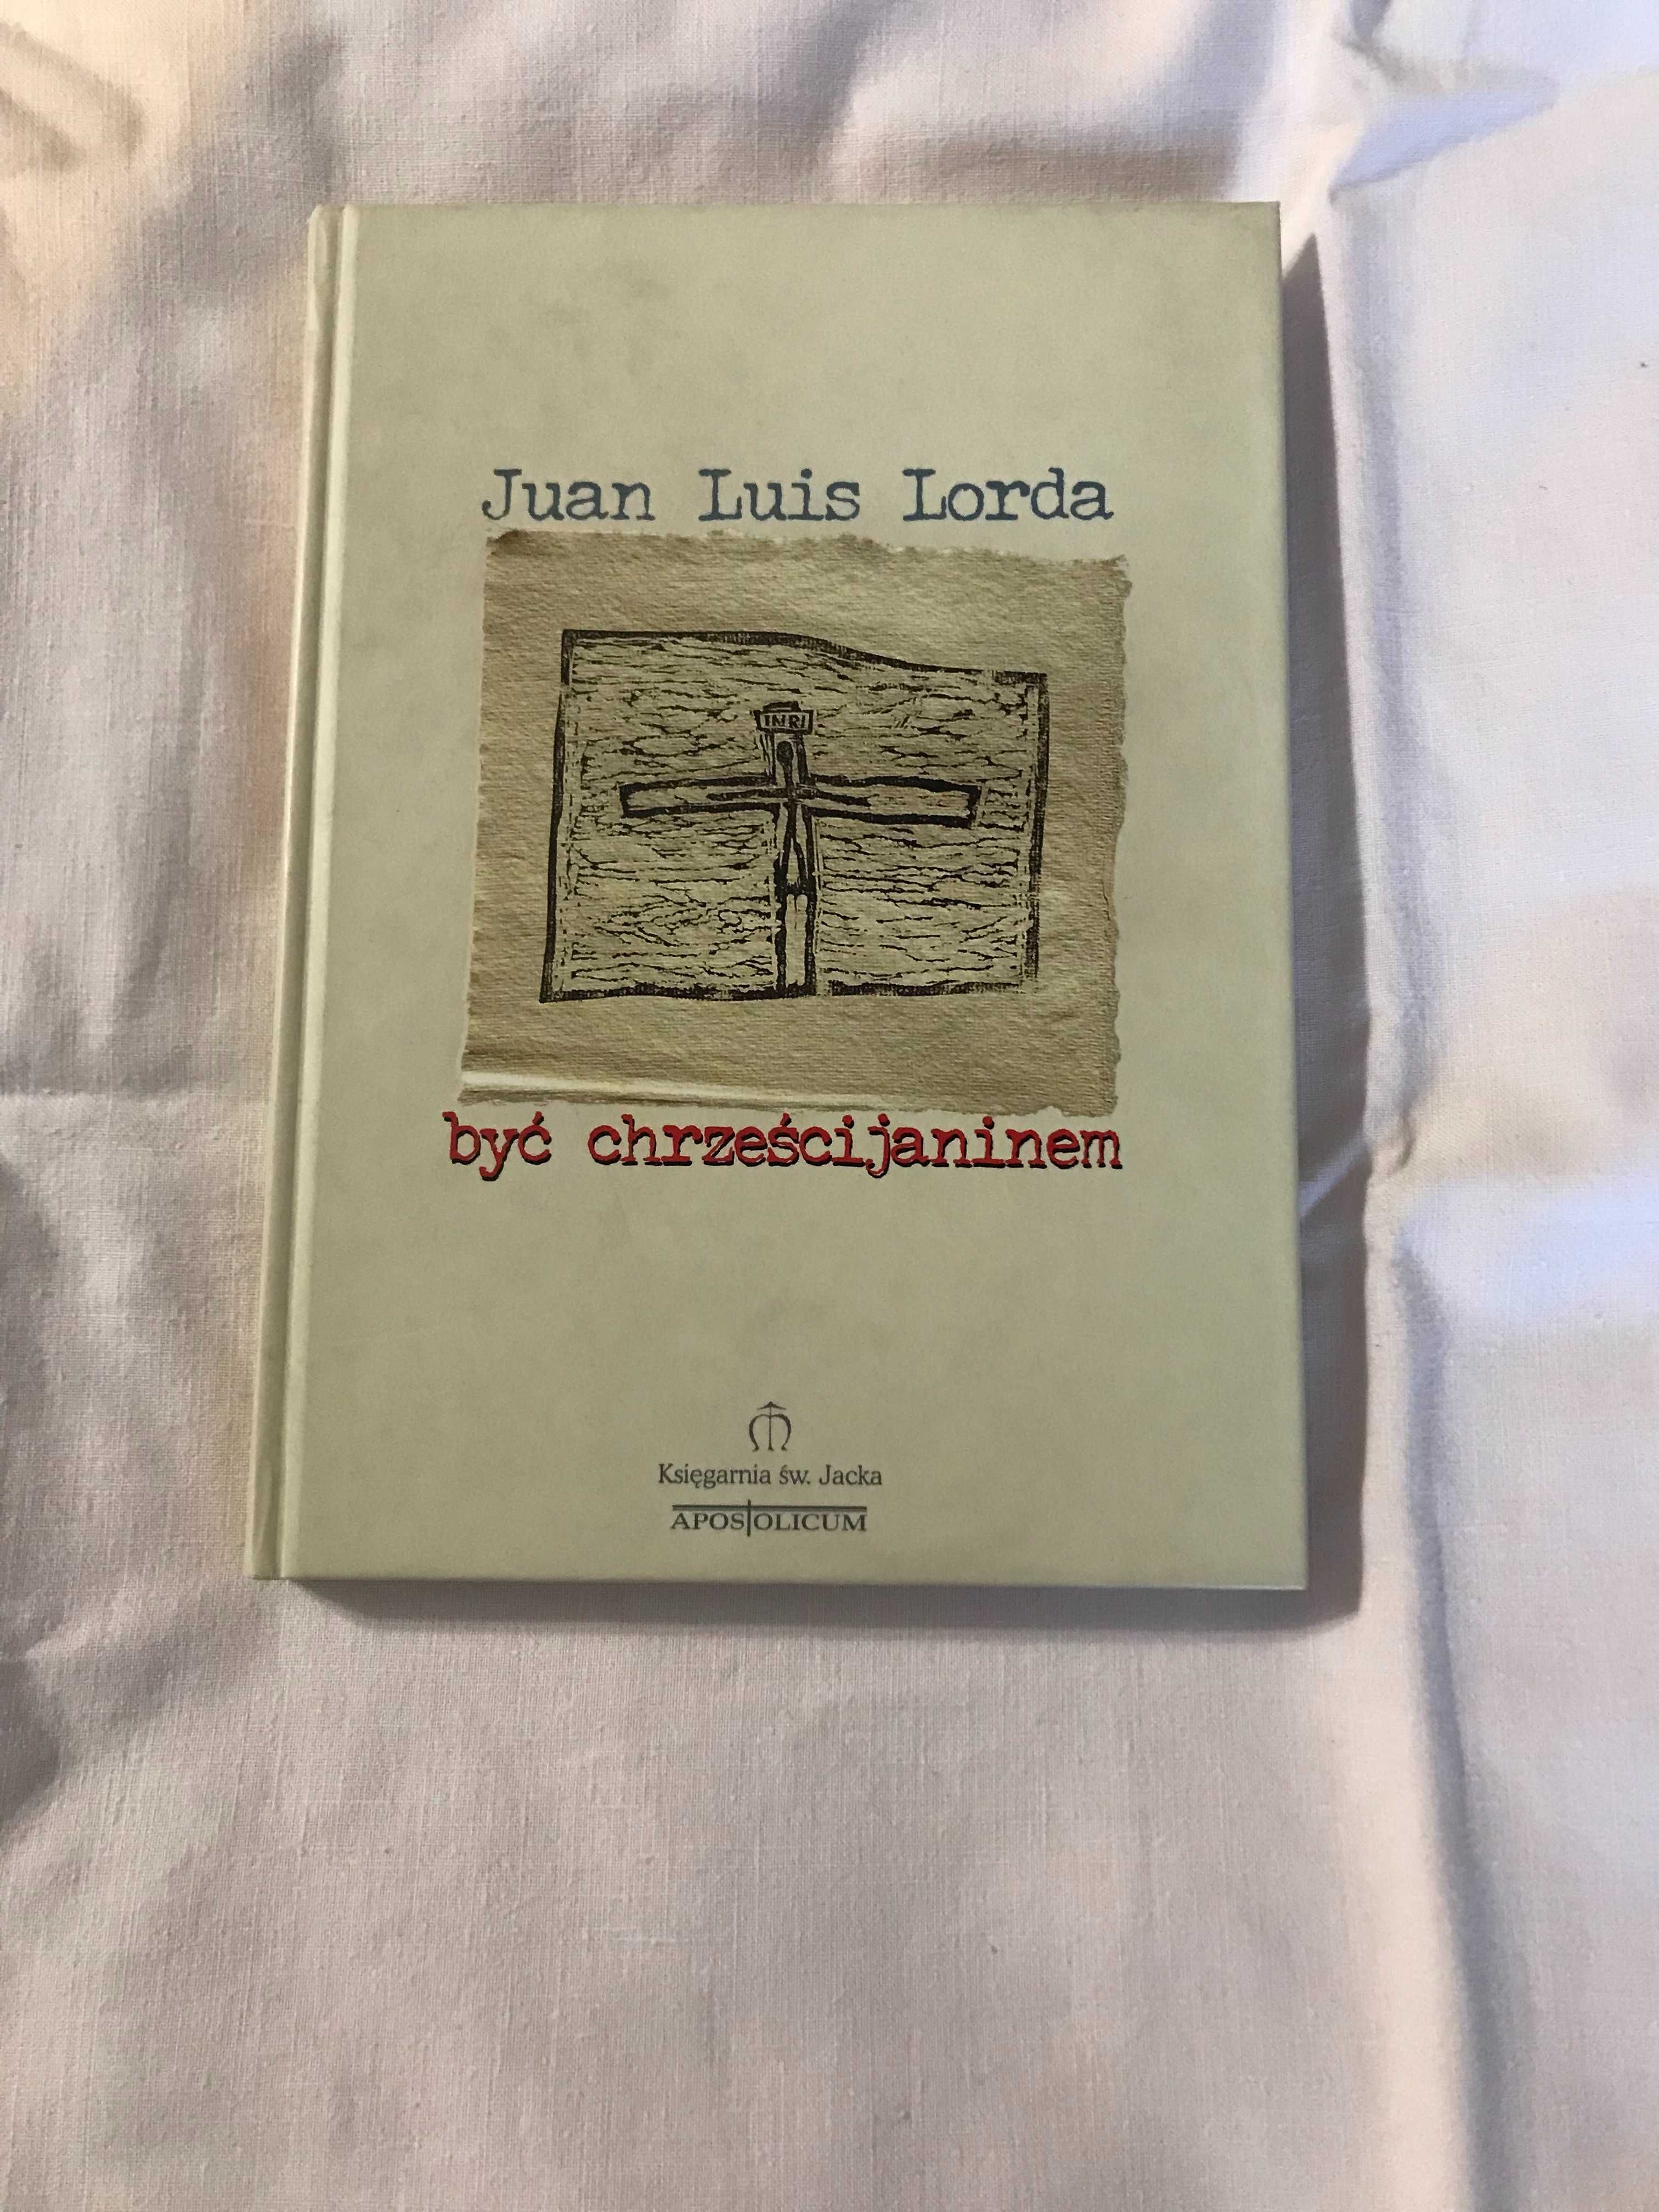 Juan Luis Lorda
INRI
być chrześcijaninem
Księgarnia św. Jacka
APOSTOLICUM